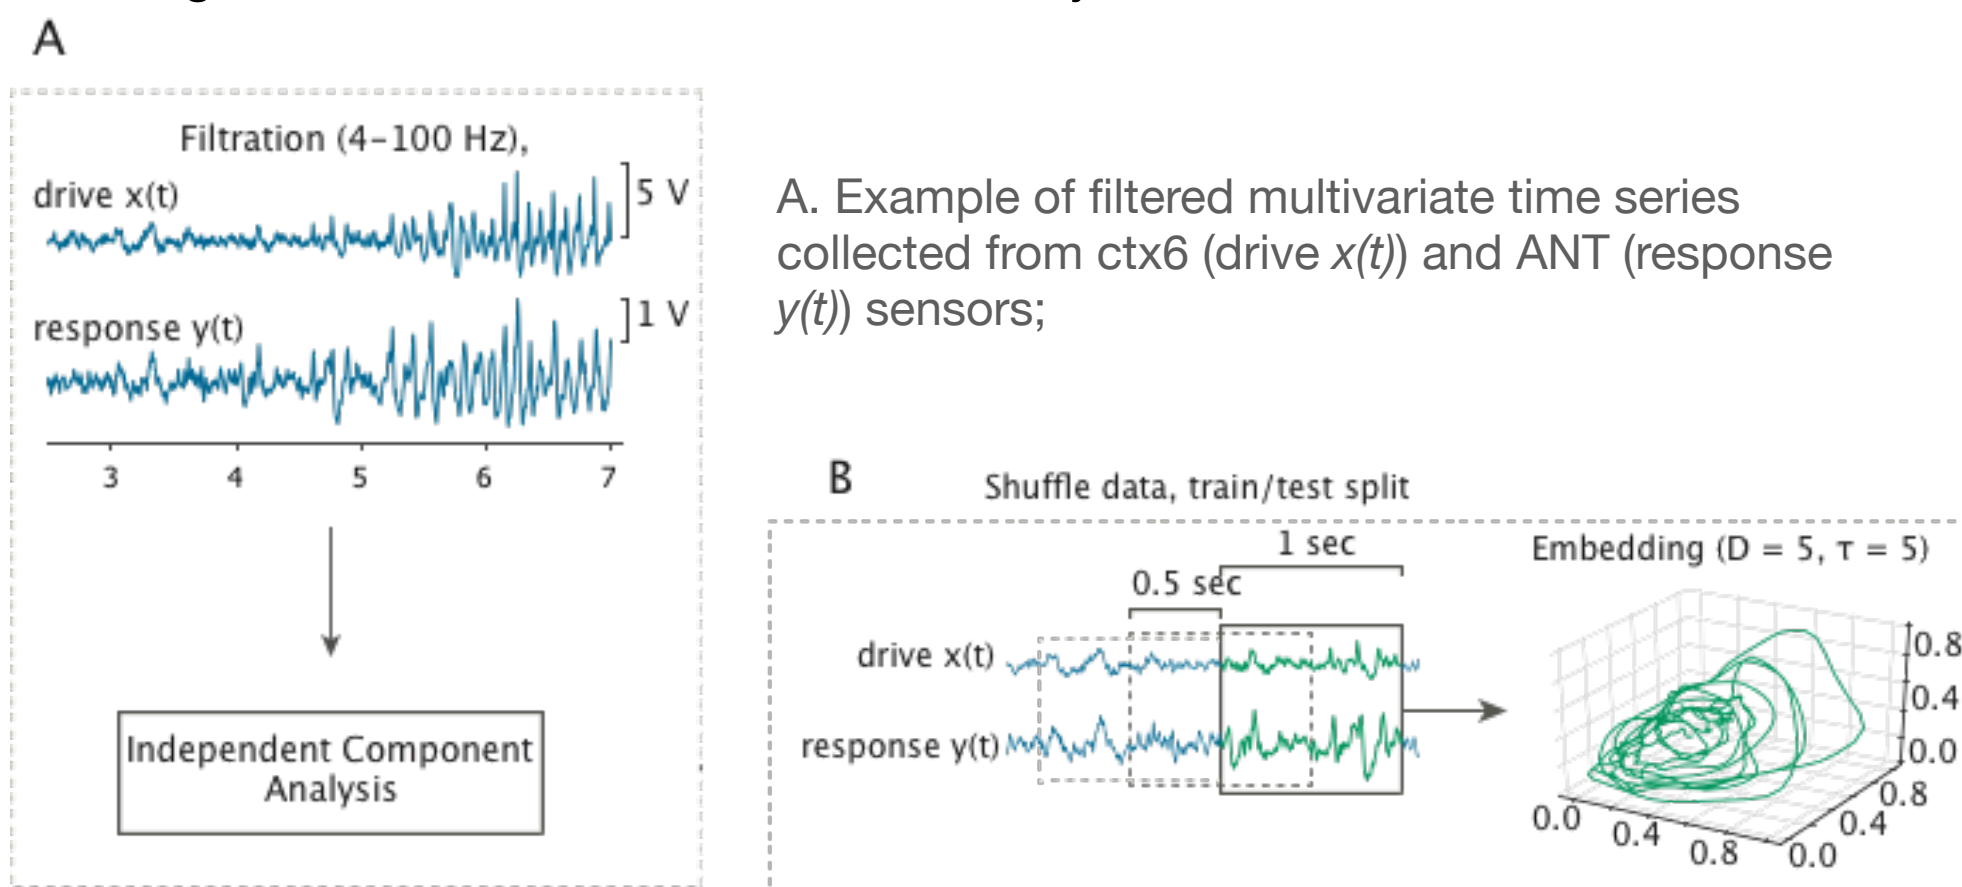 A
Filtration (4–100 Hz),
drive x(t)
5 V
response y(t)
1 V
3 4 5 6 7
Independent Component
Analysis
A. Example of filtered multivariate time series
collected from ctx6 (drive x(t)) and ANT (response
y(t)) sensors;
B
Shuffle data, train/test split
1 sec
0.5 sec
drive x(t)
response y(t)
Embedding (D = 5, τ = 5)
0.8
0.4
0.0
0.8
0.4
0.0
0.0
0.4
0.8